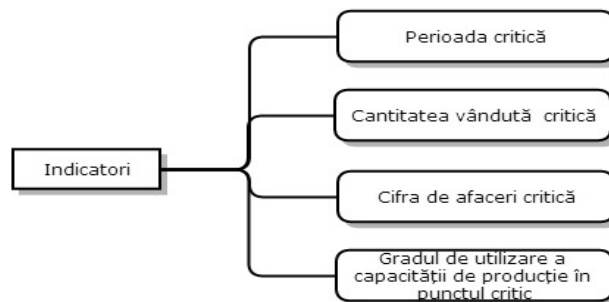 Perioada critică
Cantitatea vândută critică
Indicatori
Cifra de afaceri critică
Gradul de utilizare a
capacității de producție în
punctul critic